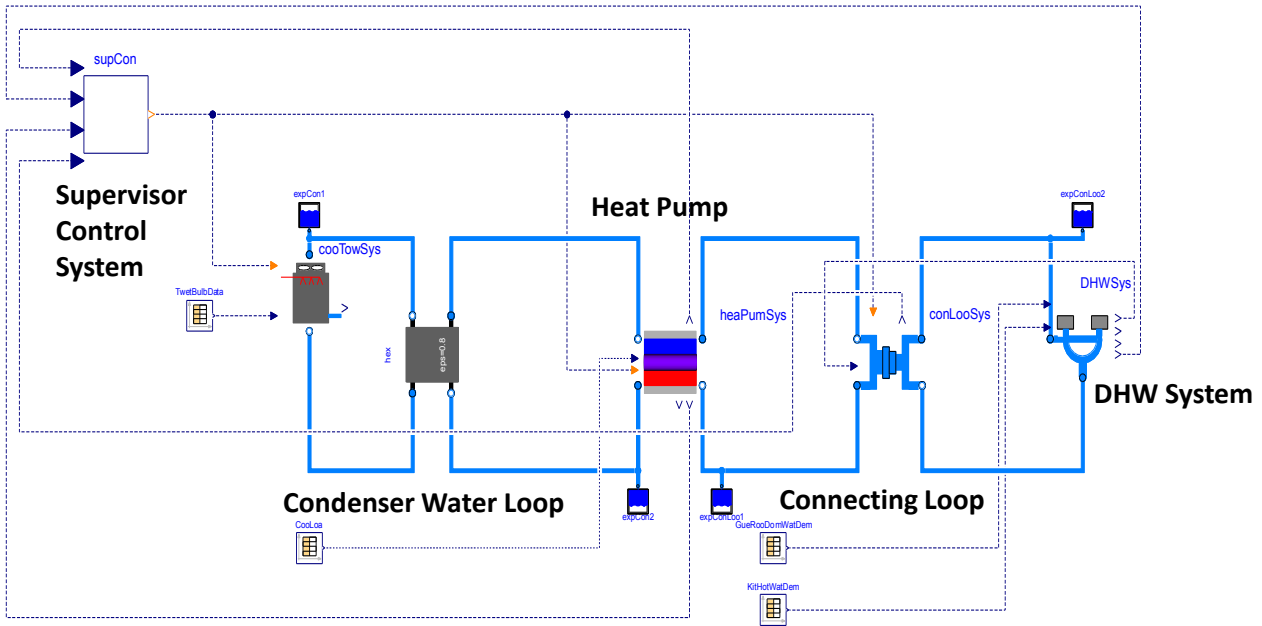 supCon
Supervisor
Control
System
expCon1
cooTowSys
TwetBulbData
hex
eps=0.8
Heat Pump
heaPumSys
conLooSys
expConLoo2
DHWSys
DHW System
Condenser Water Loop
expCon2
expConLoo1
Connecting Loop
CooLoa
GueRooDomWatDem
KitHotWatDem